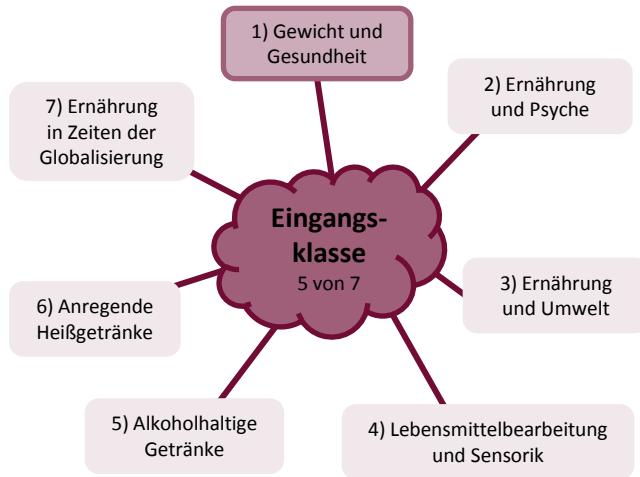 1) Gewicht und
Gesundheit
2) Ernährung
und Psyche
3) Ernährung
und Umwelt
4) Lebensmittelbearbeitung
und Sensorik
5) Alkoholhaltige
Getränke
6) Anregende
Heißgetränke
7) Ernährung
in Zeiten der
Globalisierung
Eingangs-
klasse
5 von 7